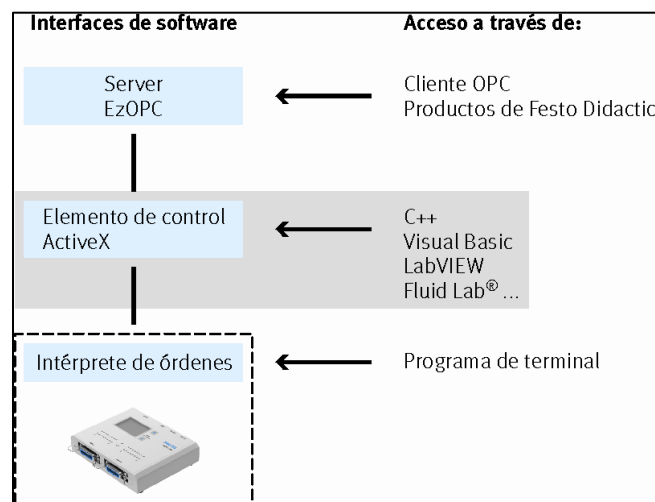 Interfaces de software
Acceso a través de:
Server
EzOPC
Cliente OPC
Productos de Festo Didactic
Elemento de control
ActiveX
C++
Visual Basic
LabVIEW
Fluid Lab® ...
Intérprete de órdenes
Programa de terminal